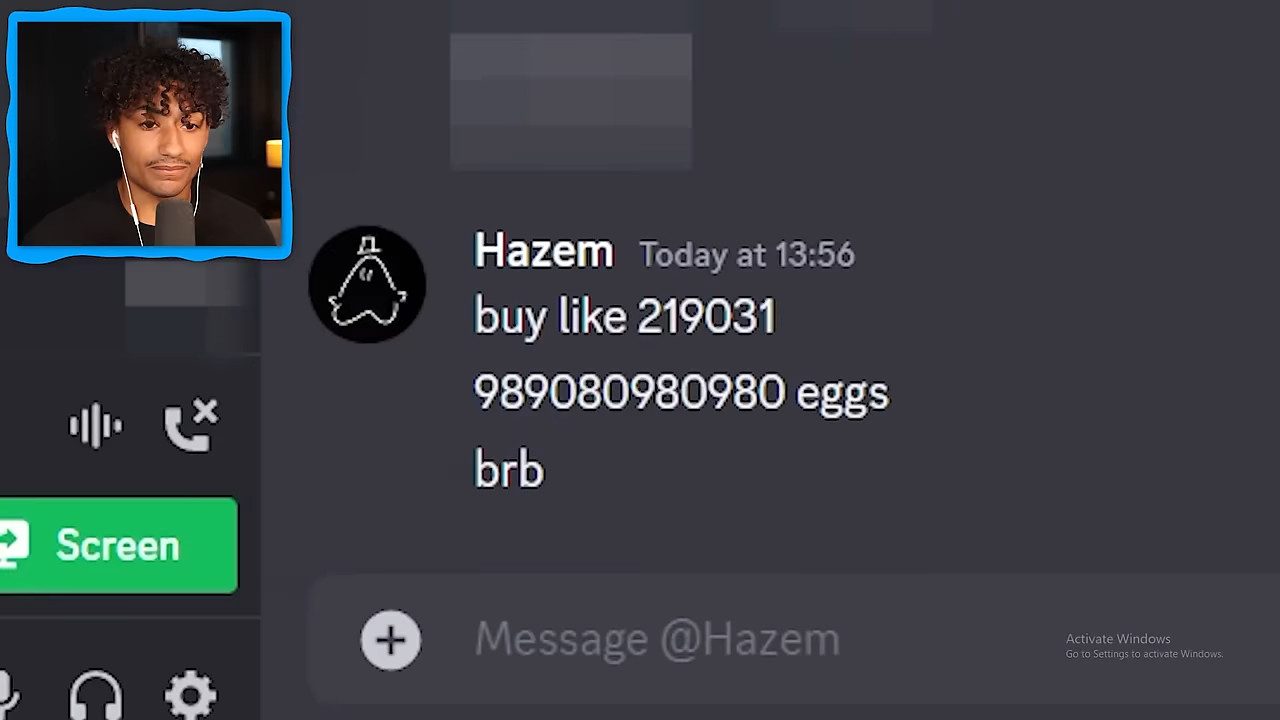 Hazem Today at 13:56
buy like 219031
989080980980 eggs
brb
Screen
Message @Hazem
Activate Windows
Go to Settings to activate Windows.